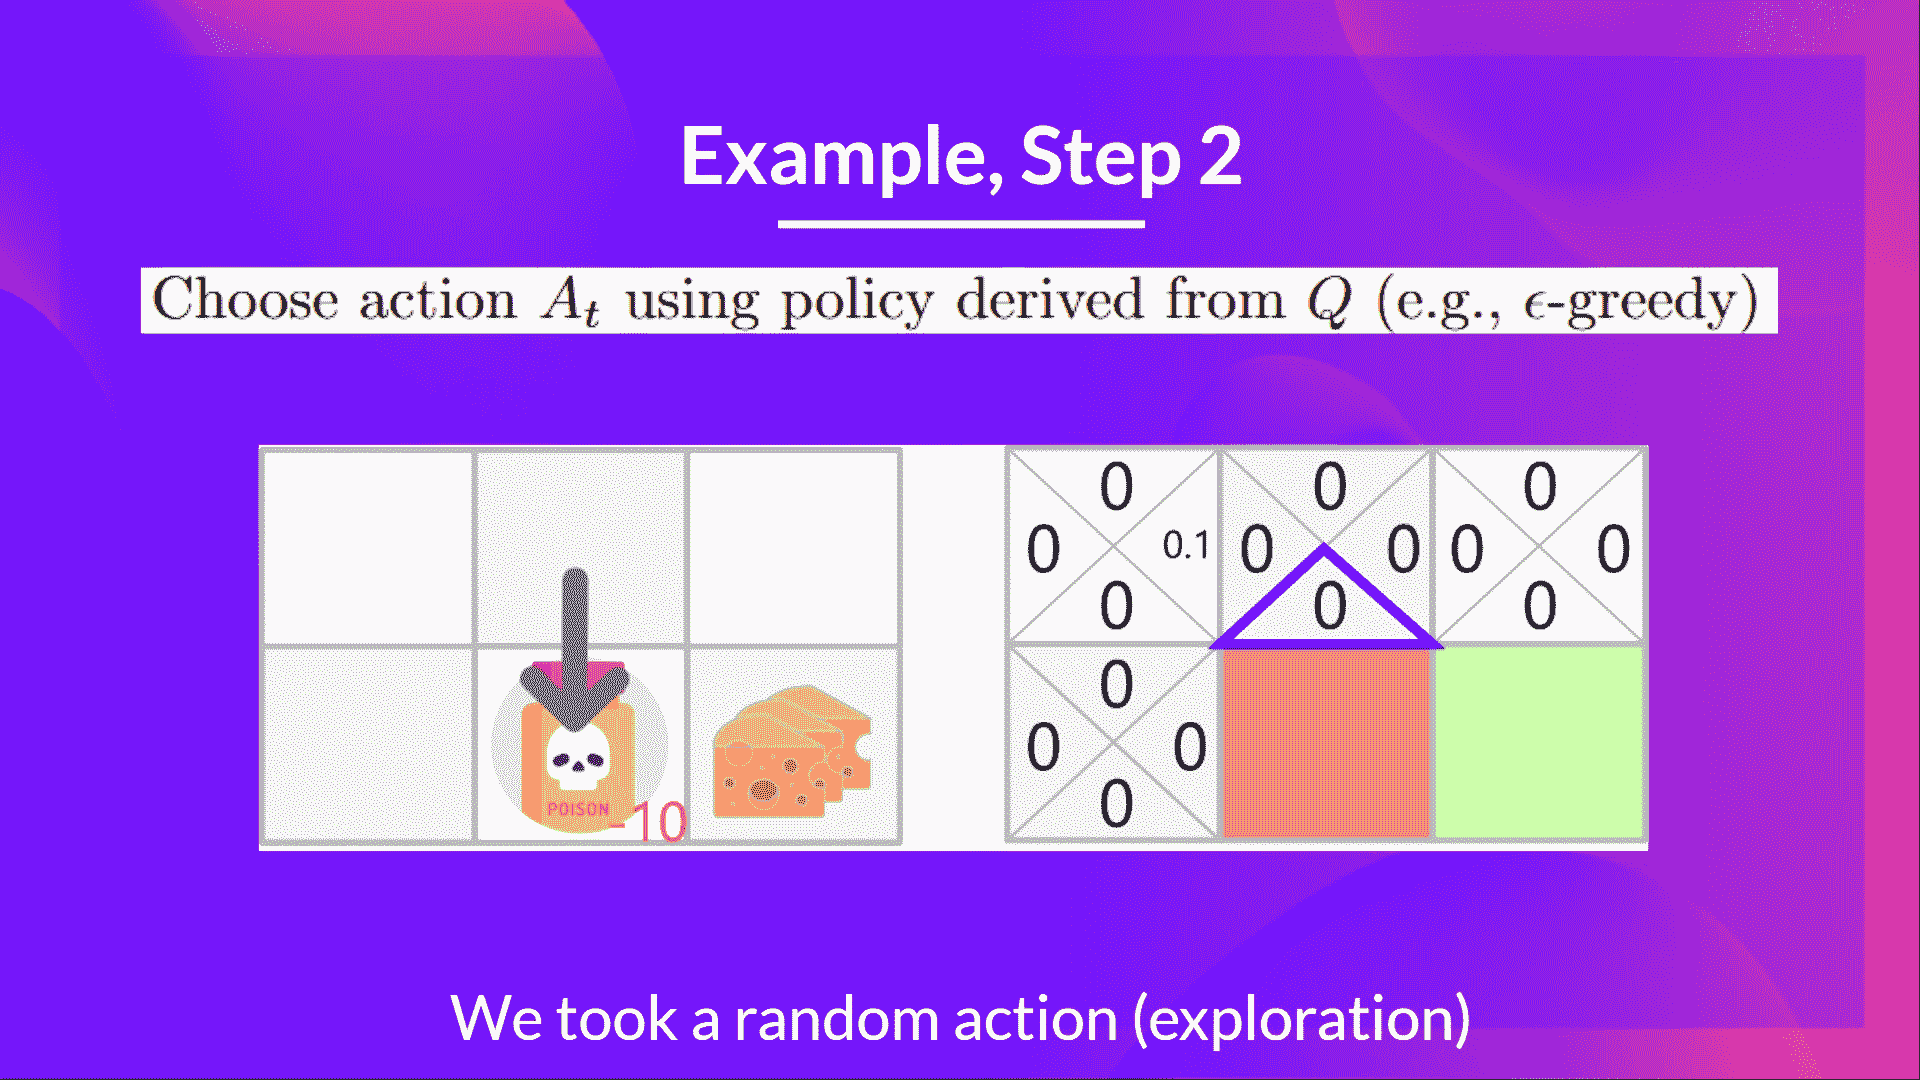 Example, Step 2
Choose action A_t using policy derived from Q (e.g., ϵ-greedy)
0 0 0
0 0.1 0 0 0 0
0 0 0
0
0 0
POISON
-10
0
We took a random action (exploration)